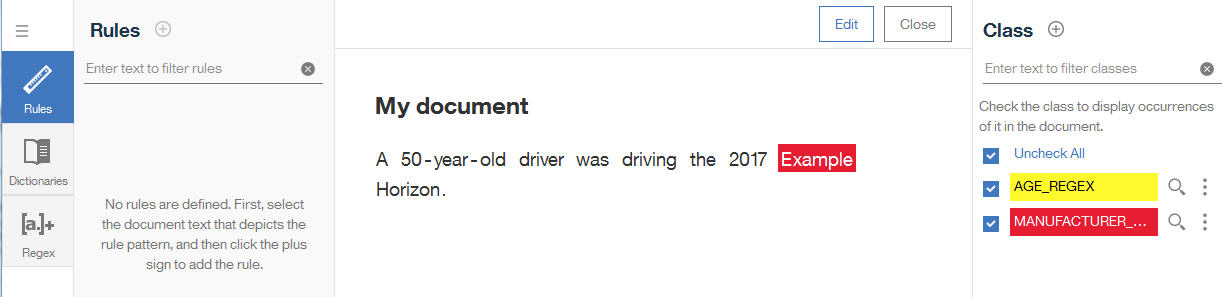 Rules
Dictionaries
[a.]+
Regex
Rules
Enter text to filter rules
No rules are defined. First, select
the document text that depicts the
rule pattern, and then click the plus
sign to add the rule.
Edit
Close
My document
A 50-year-old driver was driving the 2017 Example
Horizon.
Class
Enter text to filter classes
Check the class to display occurrences
of it in the document.
Uncheck All
AGE_REGEX
MANUFACTURER_...